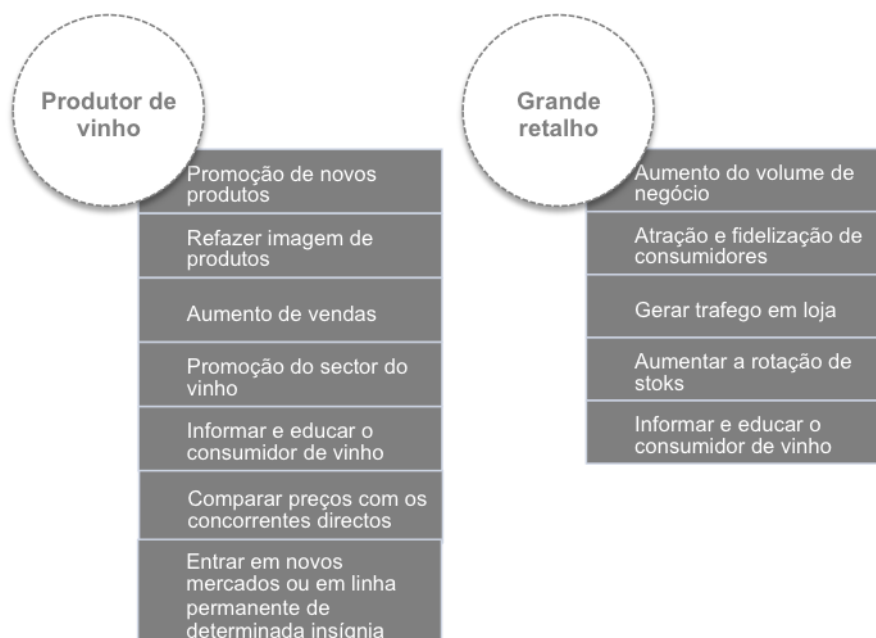 Produtor de
vinho
Promoção de novos
produtos
Refazer imagem de
produtos
Aumento de vendas
Promoção do sector do
vinho
Informar e educar o
consumidor de vinho
Comparar preços com os
concorrentes directos
Entrar em novos
mercados ou em linha
permanente de
determinada insígnia
Grande
retalho
Aumento do volume de
negócio
Atração e fidelização de
consumidores
Gerar trafego em loja
Aumentar a rotação de
stoks
Informar e educar o
consumidor de vinho